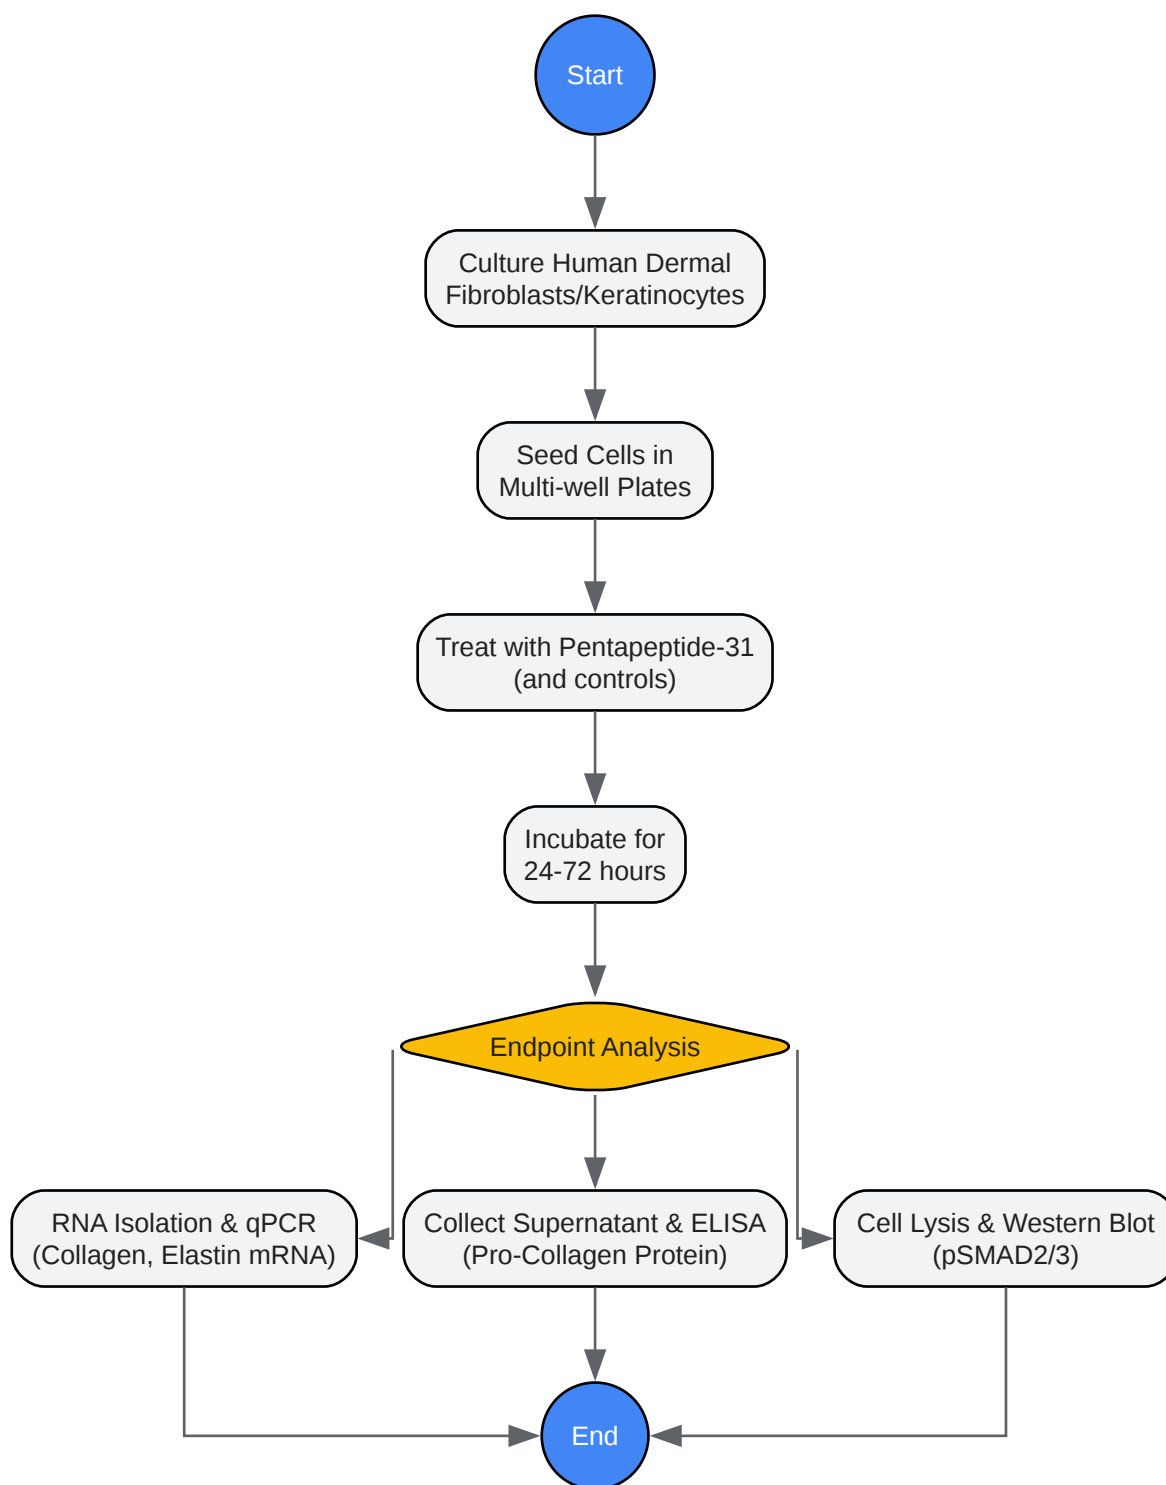 Start
Culture Human Dermal
Fibroblasts/Keratinocytes
Seed Cells in
Multi-well Plates
Treat with Pentapeptide-31
(and controls)
Incubate for
24-72 hours
Endpoint Analysis
RNA Isolation & qPCR
(Collagen, Elastin mRNA)
Collect Supernatant & ELISA
(Pro-Collagen Protein)
Cell Lysis & Western Blot
(pSMAD2/3)
End